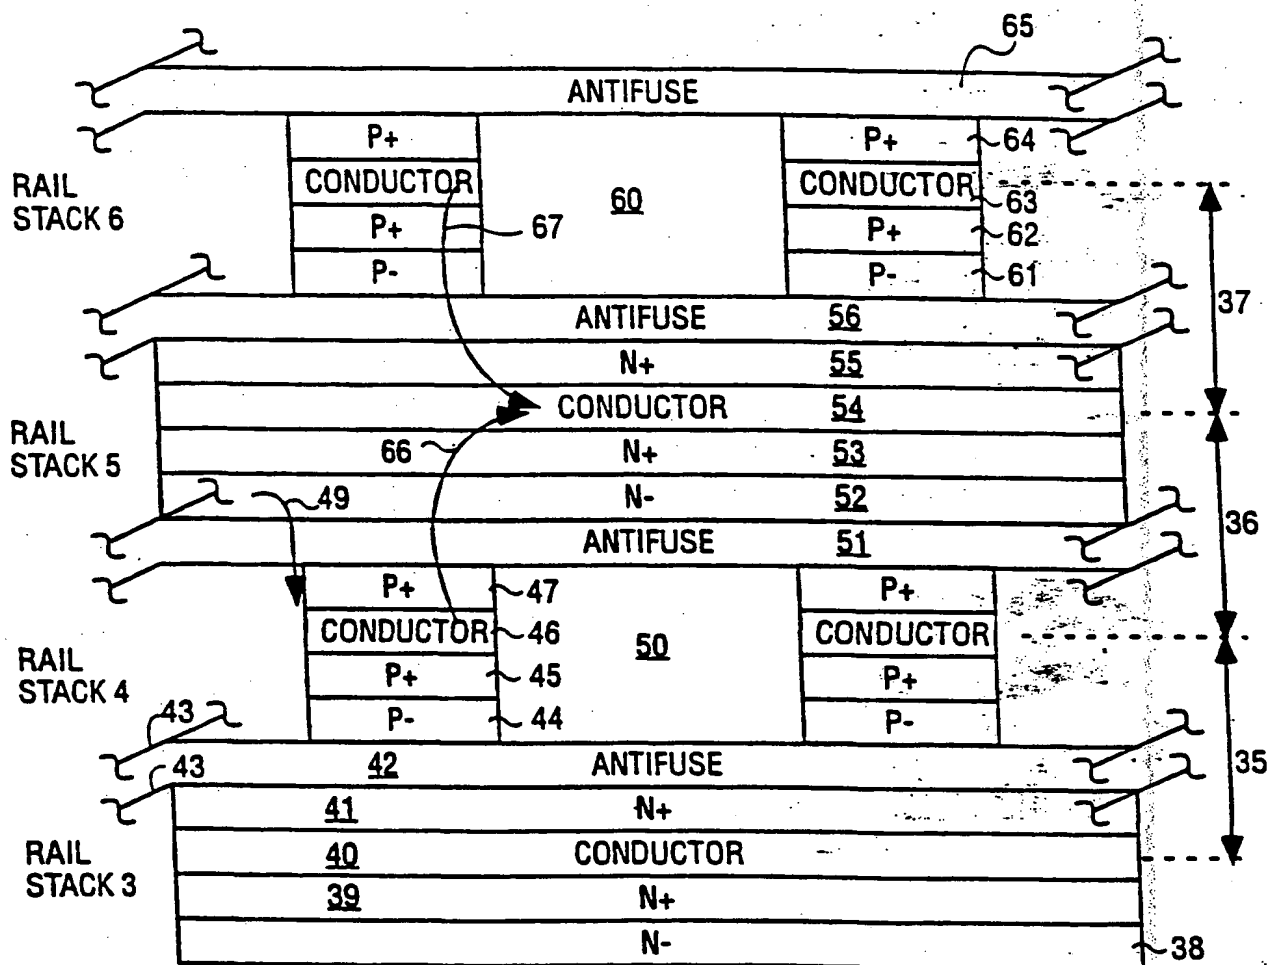 65
ANTIFUSE
P+ P+ 64
RAIL
STACK 6
CONDUCTOR 60 CONDUCTOR 63
P+ 67 P+ 62
P- P- 61
37
ANTIFUSE 56
N+ 55
CONDUCTOR 54
RAIL
STACK 5
66 N+ 53
49 N- 52
36
ANTIFUSE 51
P+ 47 P+
CONDUCTOR 46 50 CONDUCTOR
RAIL
STACK 4
P+ 45 P+
P- 44 P-
43
43 42 ANTIFUSE 35
41 N+
RAIL
STACK 3
40 CONDUCTOR
39 N+
N- 38